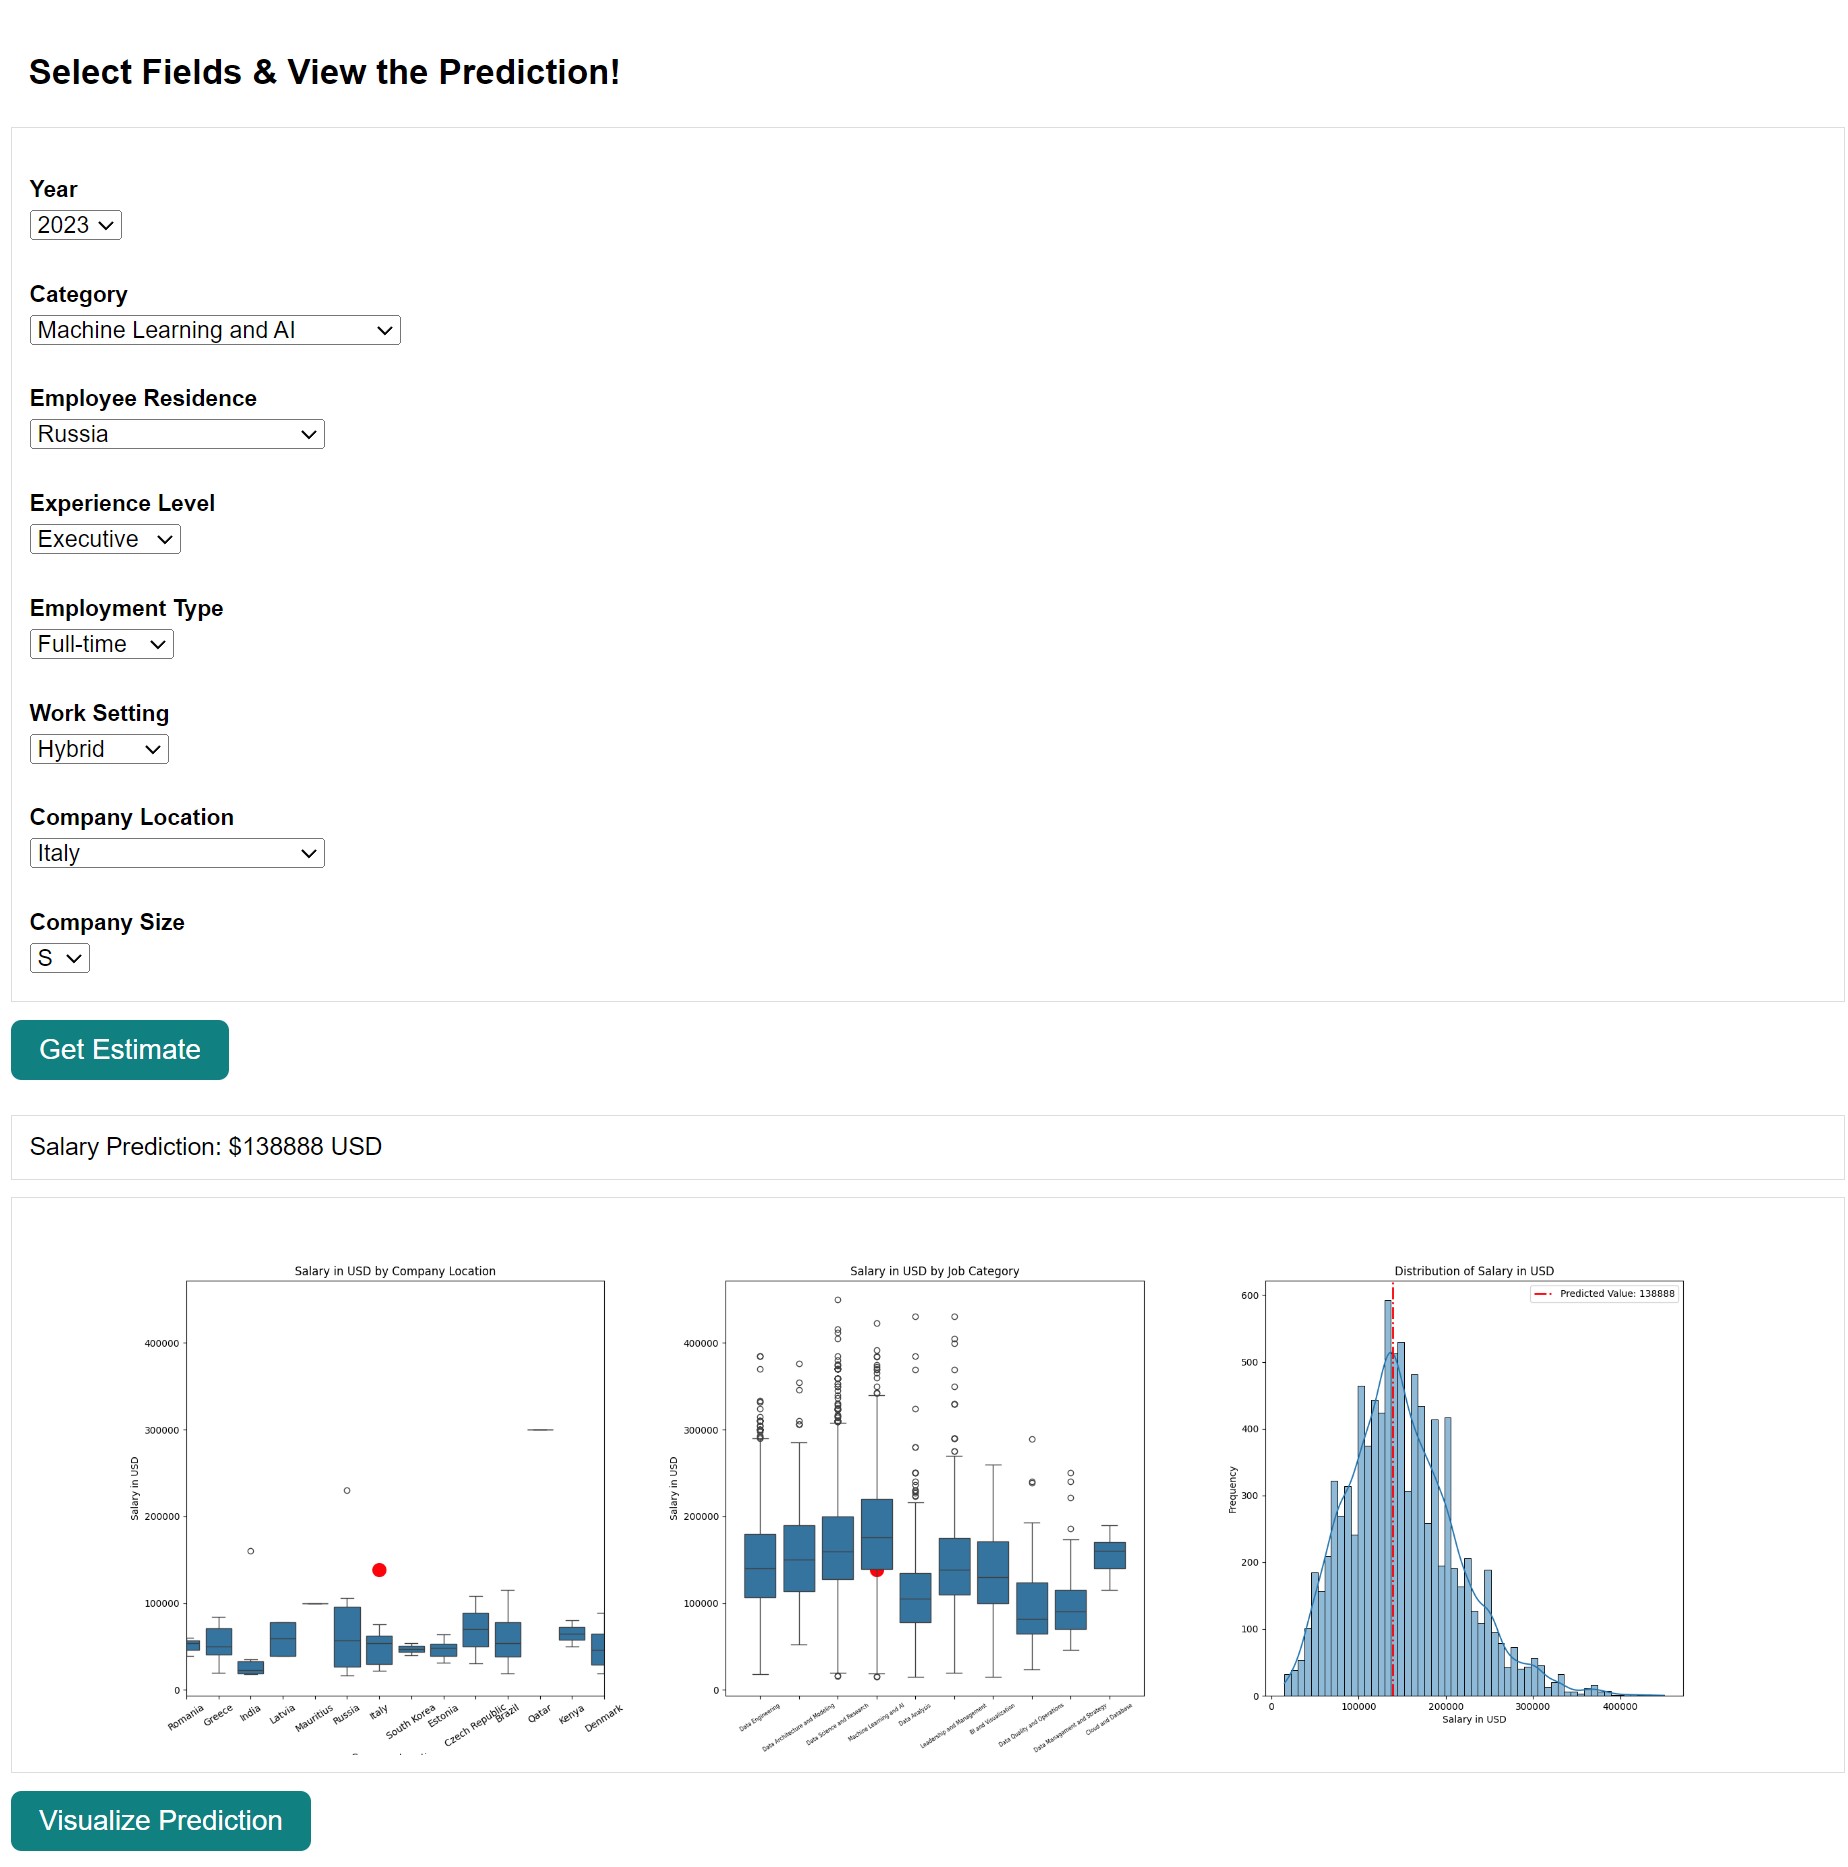 Select Fields & View the Prediction!
Year
2023
Category
Machine Learning and AI
Employee Residence
Russia
Experience Level
Executive
Employment Type
Full-time
Work Setting
Hybrid
Company Location
Italy
Company Size
S
Get Estimate
Salary Prediction: $138888 USD
Salary in USD by Company Location
400000
300000
200000
100000
0
Salary in USD
Romania
Greece
India
Latvia
Mauritius
Russia
Italy
South Korea
Estonia
Czech Republic
Brazil
Qatar
Kenya
Denmark
Salary in USD by Job Category
400000
300000
200000
100000
0
Salary in USD
Data Engineering
Data Architecture and Modeling
Data Science and Research
Machine Learning and AI
Data Analysis
Leadership and Management
BI and Visualization
Data Quality and Operations
Data Management and Strategy
Cloud and Database
Distribution of Salary in USD
Predicted Value: 138888
600
500
400
300
200
100
0
Frequency
0
100000
200000
300000
400000
Salary in USD
Visualize Prediction